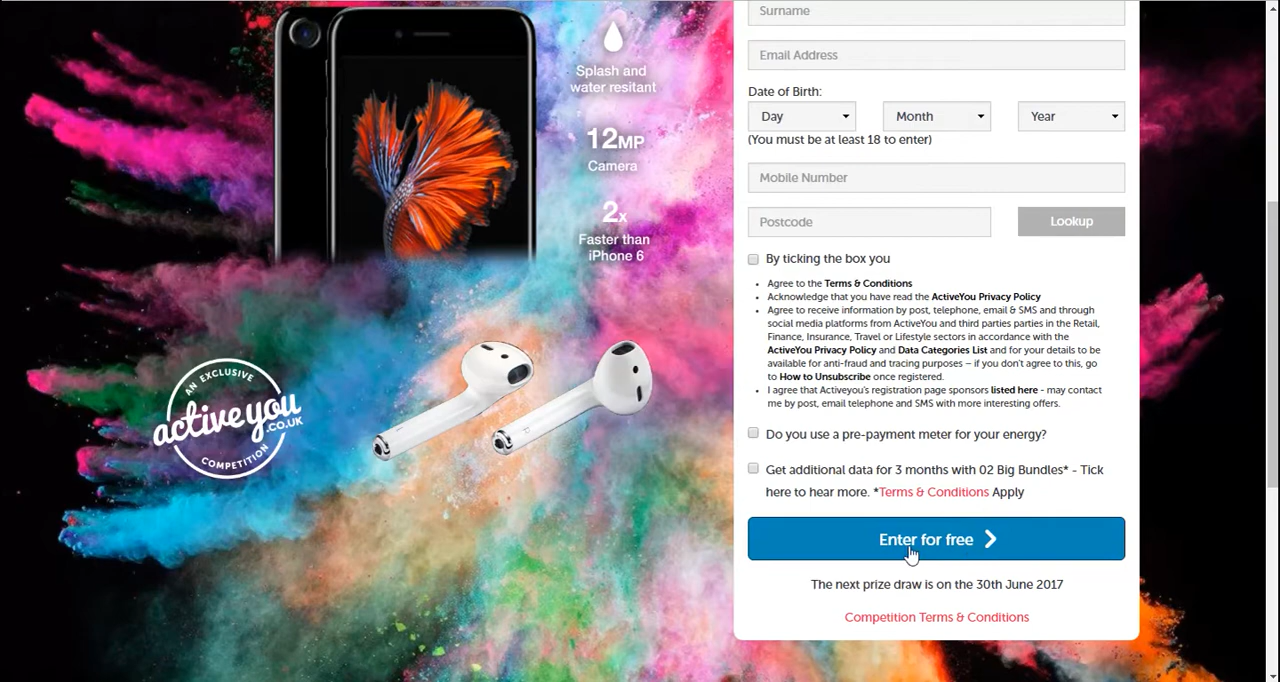 Splash and
water resitant
12MP
Camera
2x
Faster than
iPhone 6
AN EXCLUSIVE
activeyou
.CO.UK
COMPETITION
Surname
Email Address
Date of Birth:
Day Month Year
(You must be at least 18 to enter)
Mobile Number
Postcode Lookup
By ticking the box you
• Agree to the Terms & Conditions
• Acknowledge that you have read the ActiveYou Privacy Policy
• Agree to receive information by post, telephone, email & SMS and through
social media platforms from ActiveYou and third parties parties in the Retail,
Finance, Insurance, Travel or Lifestyle sectors in accordance with the
ActiveYou Privacy Policy and Data Categories List and for your details to be
available for anti-fraud and tracing purposes – if you don't agree to this, go
to How to Unsubscribe once registered.
• I agree that Activeyou's registration page sponsors listed here - may contact
me by post, email telephone and SMS with more interesting offers.
Do you use a pre-payment meter for your energy?
Get additional data for 3 months with 02 Big Bundles* - Tick
here to hear more. *Terms & Conditions Apply
Enter for free
The next prize draw is on the 30th June 2017
Competition Terms & Conditions